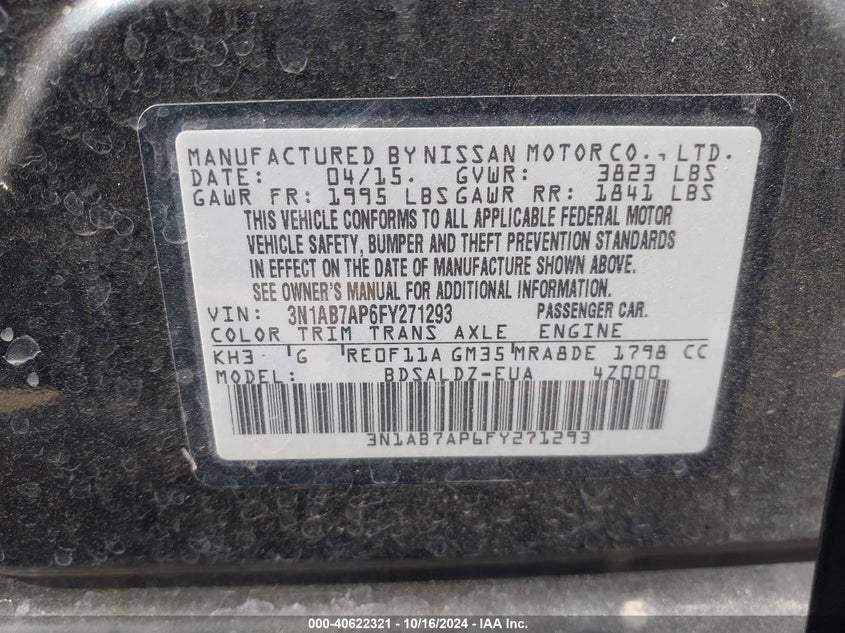 MANUFACTURED BY NISSAN MOTOR CO., LTD.
DATE: 04/15. GVWR: 3823 LBS
GAWR FR: 1995 LBS GAWR RR: 1841 LBS
THIS VEHICLE CONFORMS TO ALL APPLICABLE FEDERAL MOTOR
VEHICLE SAFETY, BUMPER AND THEFT PREVENTION STANDARDS
IN EFFECT ON THE DATE OF MANUFACTURE SHOWN ABOVE.
SEE OWNER'S MANUAL FOR ADDITIONAL INFORMATION.
VIN: 3N1AB7AP6FY271293 PASSENGER CAR.
COLOR TRIM TRANS AXLE ENGINE
KH3 G RE0F11A GM35 MRA8DE 1798 CC
MODEL: BDSALDZ-EUA 4Z000
3N1AB7AP6FY271293
000-40622321 - 10/16/2024 - IAA Inc.